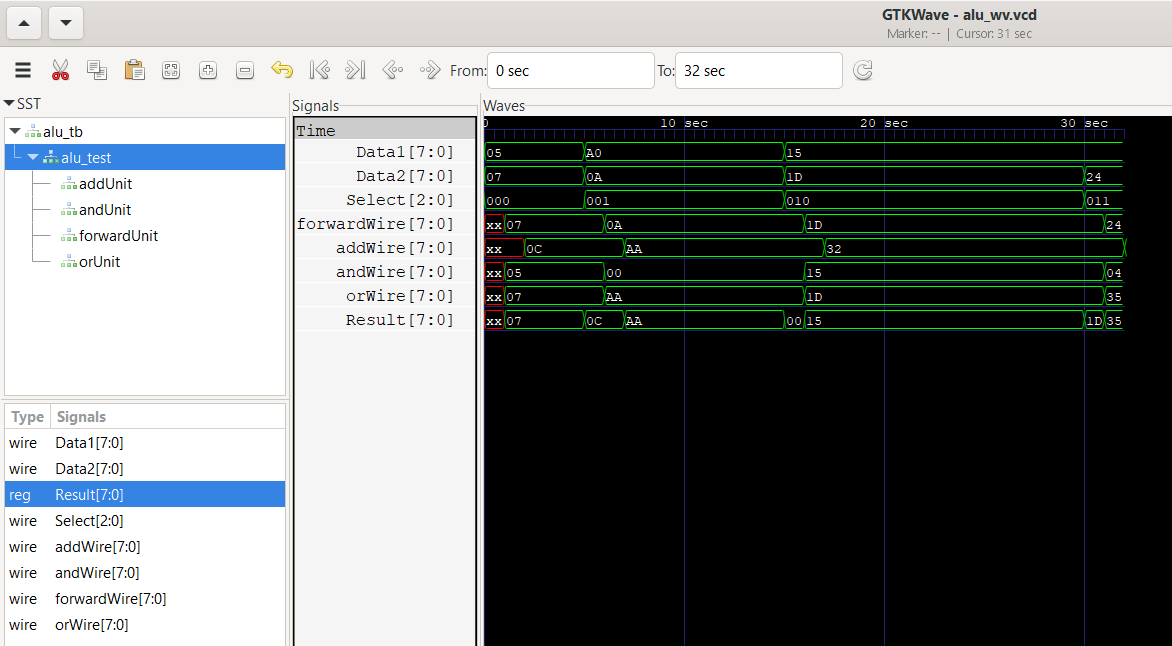 GTKWave - alu_wv.vcd
Marker: -- | Cursor: 31 sec
From: 0 sec To: 32 sec
SST
alu_tb
alu_test
addUnit
andUnit
forwardUnit
orUnit
Type Signals
wire Data1[7:0]
wire Data2[7:0]
reg Result[7:0]
wire Select[2:0]
wire addWire[7:0]
wire andWire[7:0]
wire forwardWire[7:0]
wire orWire[7:0]
Signals
Waves
Time 0 10 sec 20 sec 30 sec
Data1[7:0] 05 A0 15
Data2[7:0] 07 0A 1D 24
Select[2:0] 000 001 010 011
forwardWire[7:0] xx 07 0A 1D 24
addWire[7:0] xx 0C AA 32
andWire[7:0] xx 05 00 15 04
orWire[7:0] xx 07 AA 1D 35
Result[7:0] xx 07 0C AA 00 15 1D 35